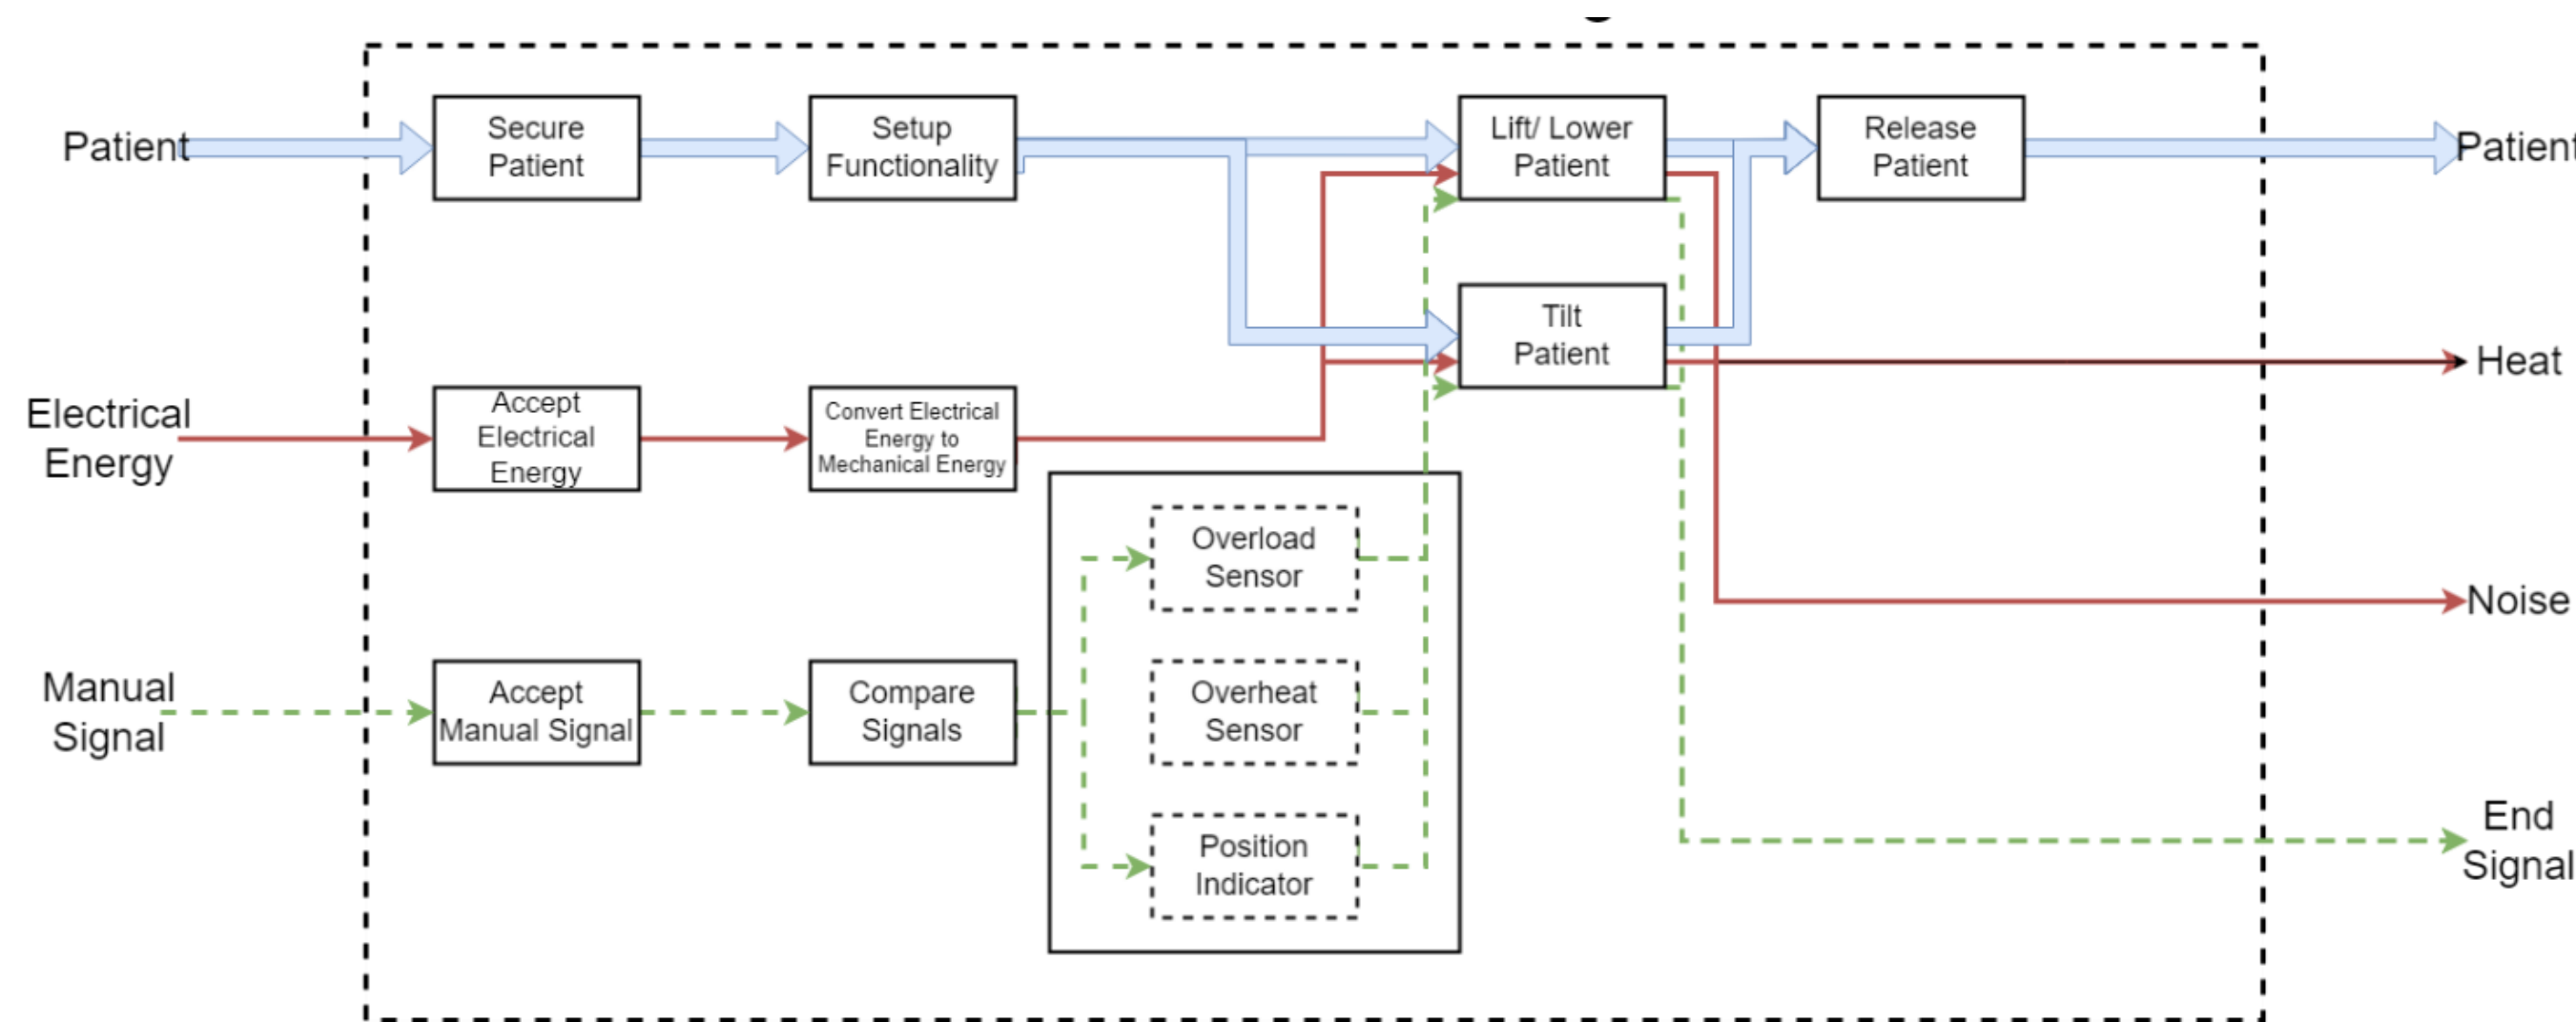 Patient
Secure
Patient
Setup
Functionality
Lift/ Lower
Patient
Release
Patient
Patient
Tilt
Patient
Heat
Electrical
Energy
Accept
Electrical
Energy
Convert Electrical
Energy to
Mechanical Energy
Overload
Sensor
Noise
Manual
Signal
Accept
Manual Signal
Compare
Signals
Overheat
Sensor
Position
Indicator
End
Signal